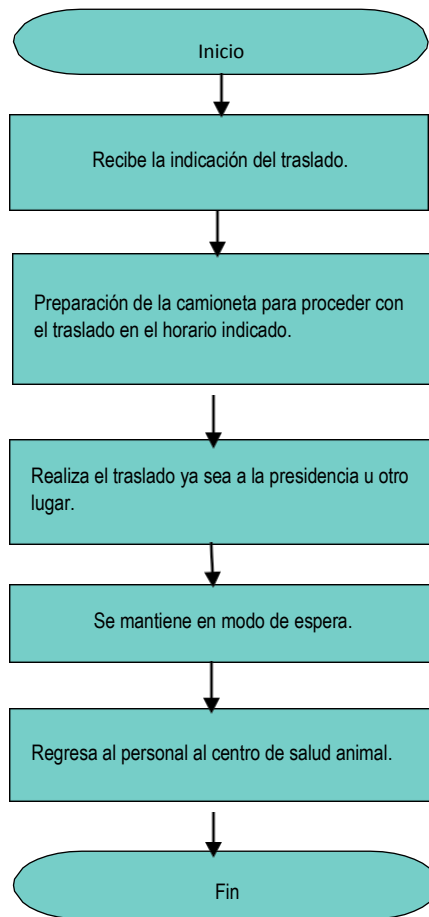 Inicio
Recibe la indicación del traslado.
Preparación de la camioneta para proceder con
el traslado en el horario indicado.
Realiza el traslado ya sea a la presidencia u otro
lugar.
Se mantiene en modo de espera.
Regresa al personal al centro de salud animal.
Fin